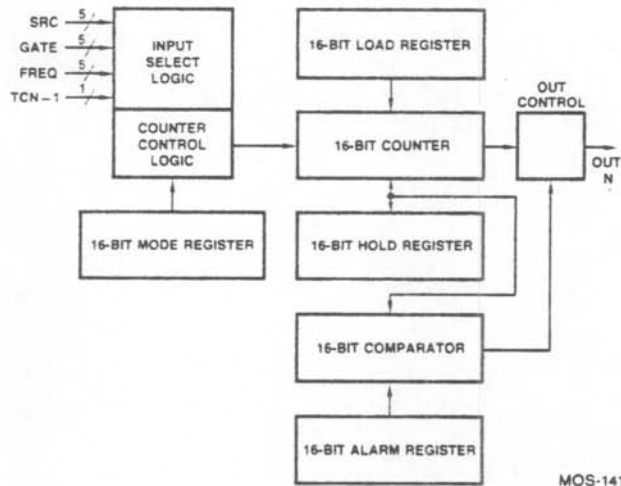 SRC 5
GATE 5
FREQ 5
TCN-1 1
INPUT
SELECT
LOGIC
COUNTER
CONTROL
LOGIC
16-BIT MODE REGISTER
16-BIT LOAD REGISTER
16-BIT COUNTER
16-BIT HOLD REGISTER
16-BIT COMPARATOR
16-BIT ALARM REGISTER
OUT
CONTROL
OUT
N
MOS-141